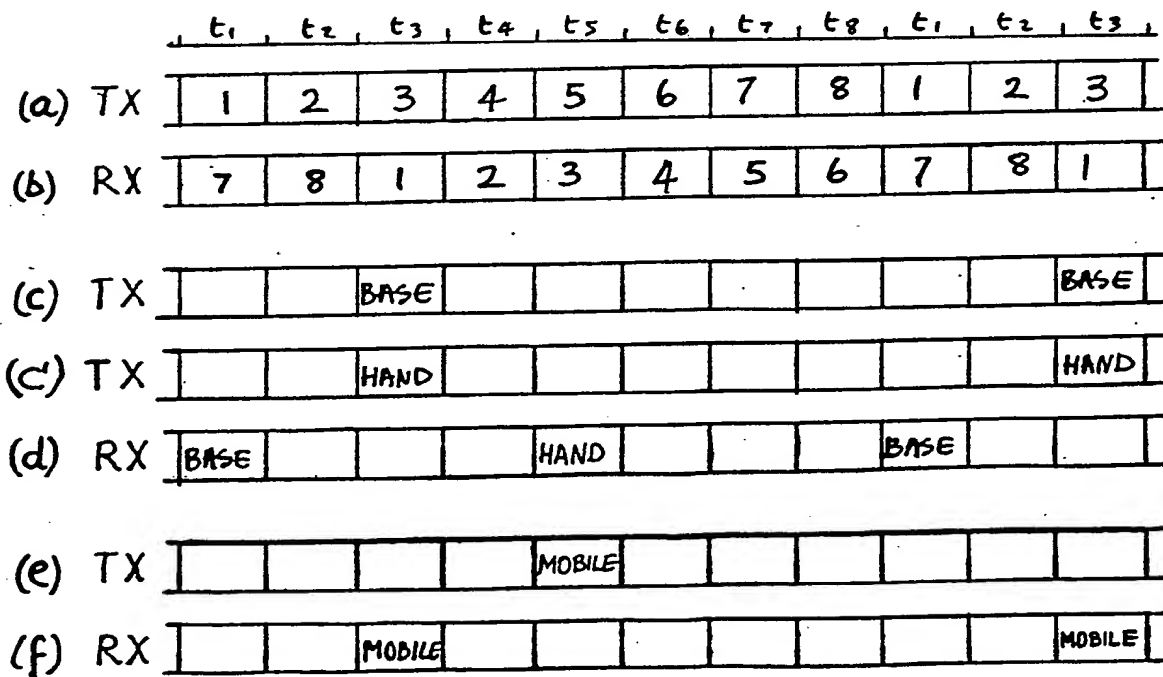 t1 t2 t3 t4 t5 t6 t7 t8 t1 t2 t3
(a) TX 1 2 3 4 5 6 7 8 1 2 3
(b) RX 7 8 1 2 3 4 5 6 7 8 1
(c) TX BASE BASE
(c') TX HAND HAND
(d) RX BASE HAND BASE
(e) TX MOBILE
(f) RX MOBILE MOBILE